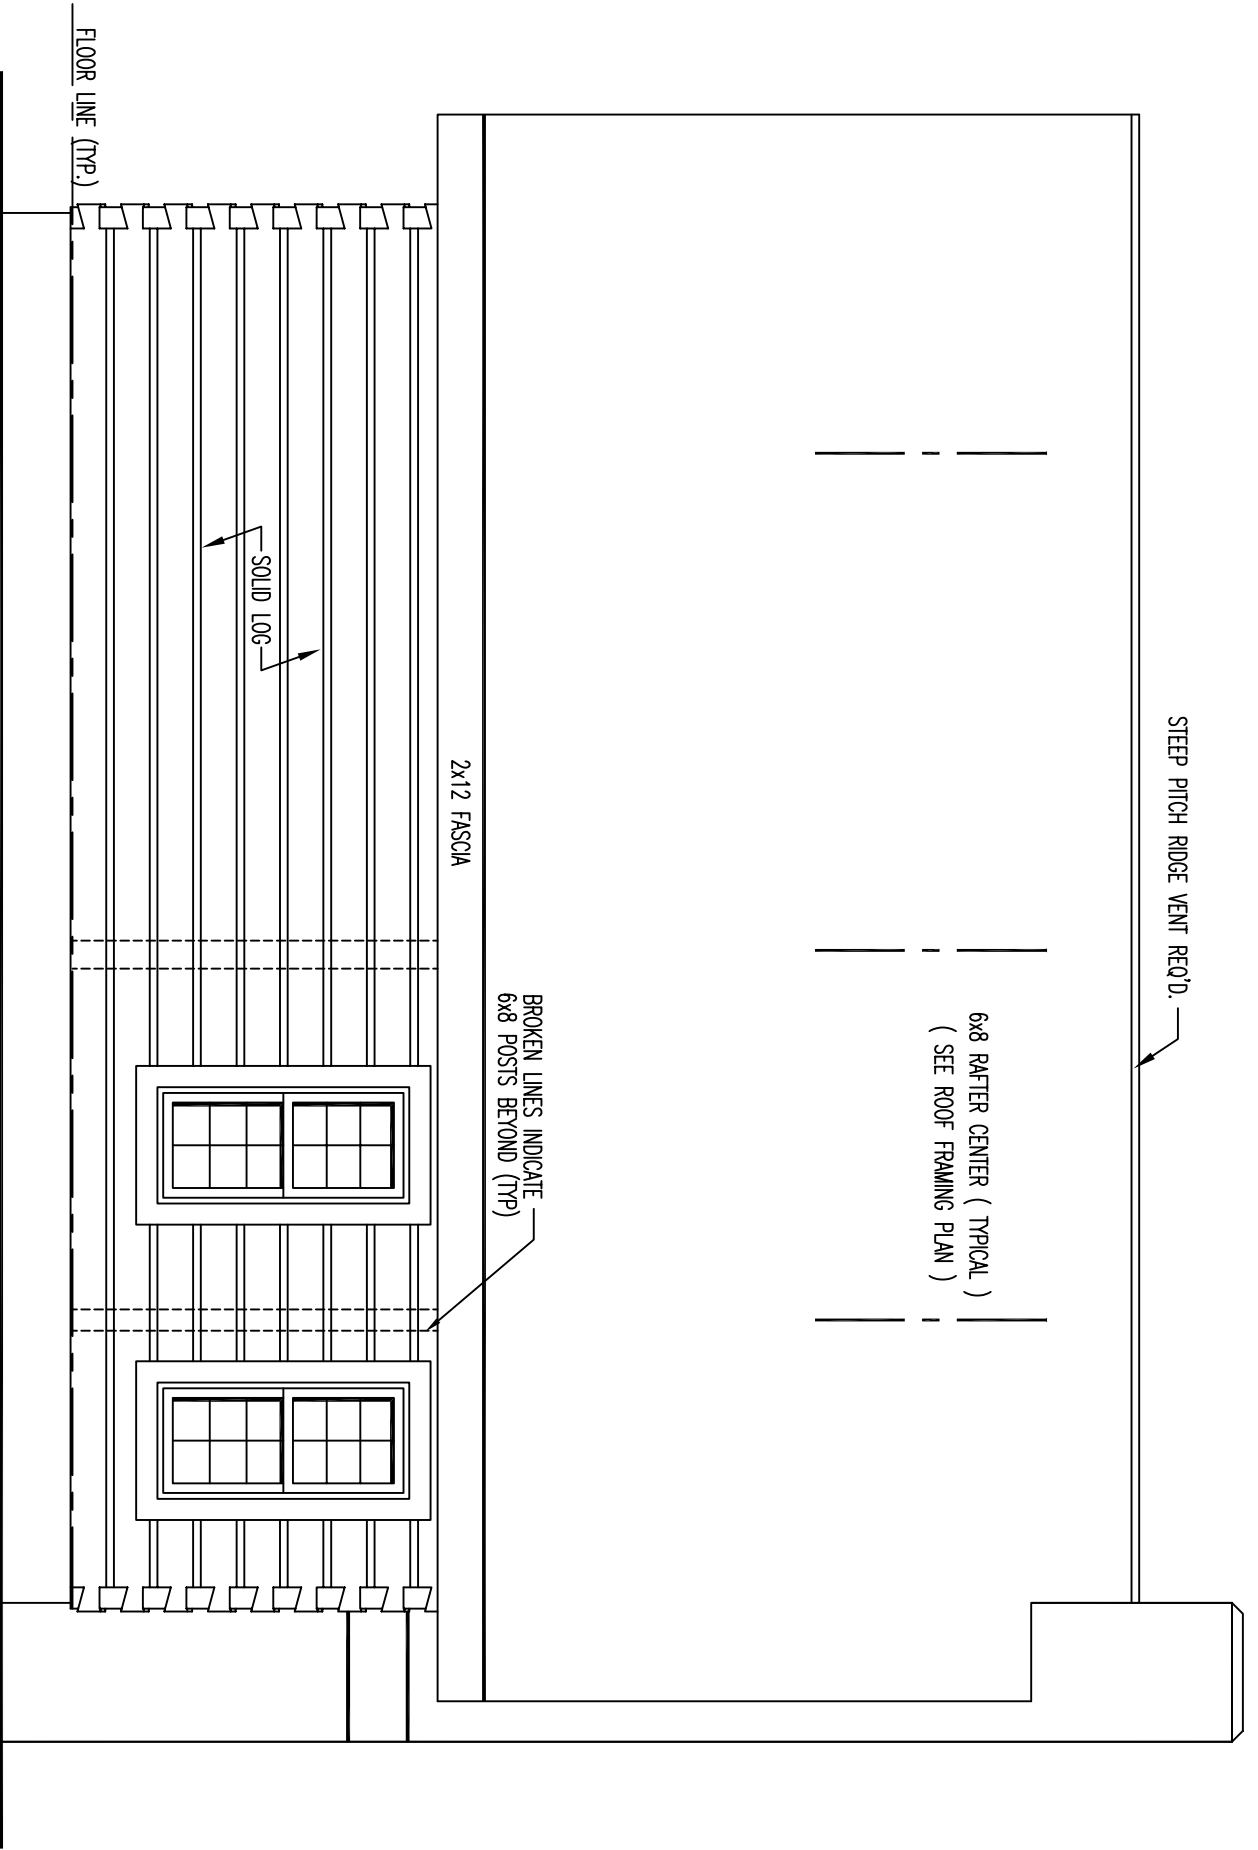 STEEP PITCH RIDGE VENT REQ'D.
6x8 RAFTER CENTER ( TYPICAL )
( SEE ROOF FRAMING PLAN )
BROKEN LINES INDICATE
6x8 POSTS BEYOND (TYP)
2x12 FASCIA
SOLID LOG
FLOOR LINE (TYP.)